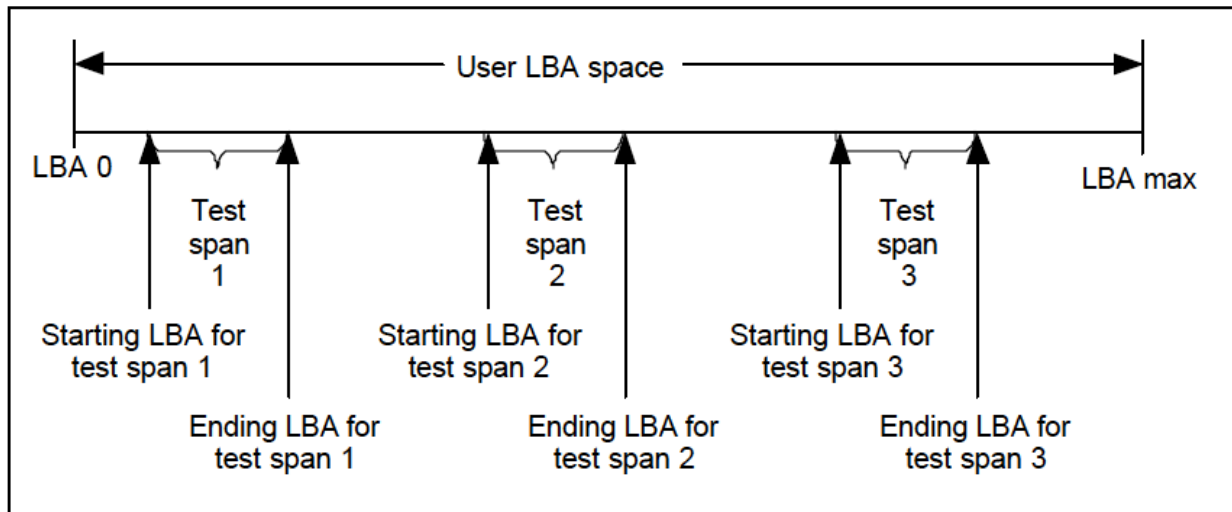 User LBA space
LBA 0
LBA max
Test
span
1
Test
span
2
Test
span
3
Starting LBA for
test span 1
Starting LBA for
test span 2
Starting LBA for
test span 3
Ending LBA for
test span 1
Ending LBA for
test span 2
Ending LBA for
test span 3